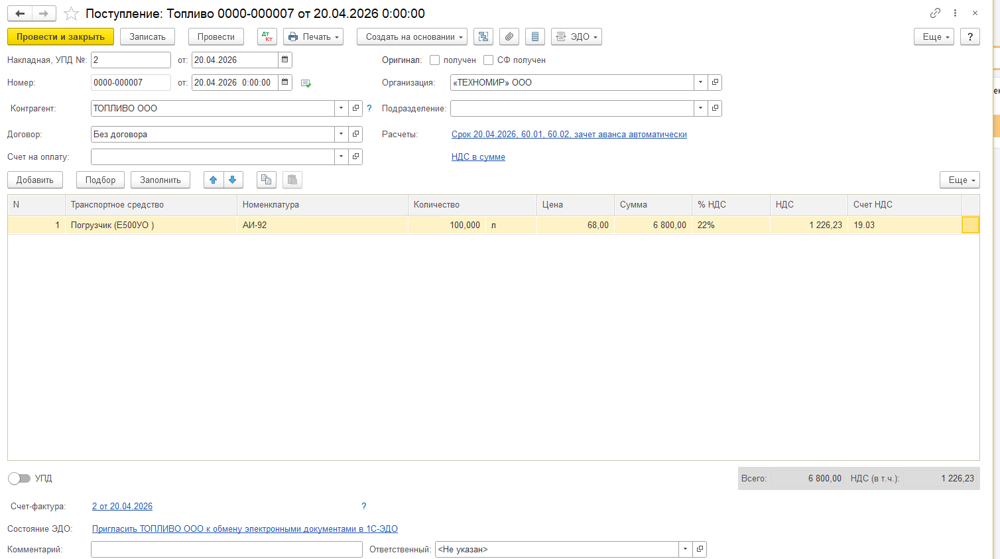 Поступление: Топливо 0000-000007 от 20.04.2026 0:00:00
Провести и закрыть Записать Провести Дт Кт Печать Создать на основании ЭДО Еще ?
Накладная, УПД №: 2 от: 20.04.2026 Оригинал: получен СФ получен
Номер: 0000-000007 от: 20.04.2026 0:00:00 Организация: «ТЕХНОМИР» ООО
Контрагент: ТОПЛИВО ООО ? Подразделение:
Договор: Без договора Расчеты: Срок 20.04.2026, 60.01, 60.02, зачет аванса автоматически
Счет на оплату: НДС в сумме
Добавить Подбор Заполнить Еще
N Транспортное средство Номенклатура Количество Цена Сумма % НДС НДС Счет НДС
1 Погрузчик (Е500УО ) АИ-92 100,000 л 68,00 6 800,00 22% 1 226,23 19.03
УПД Всего: 6 800,00 НДС (в т.ч.): 1 226,23
Счет-фактура: 2 от 20.04.2026 ?
Состояние ЭДО: Пригласить ТОПЛИВО ООО к обмену электронными документами в 1С-ЭДО
Комментарий: Ответственный: <Не указан>